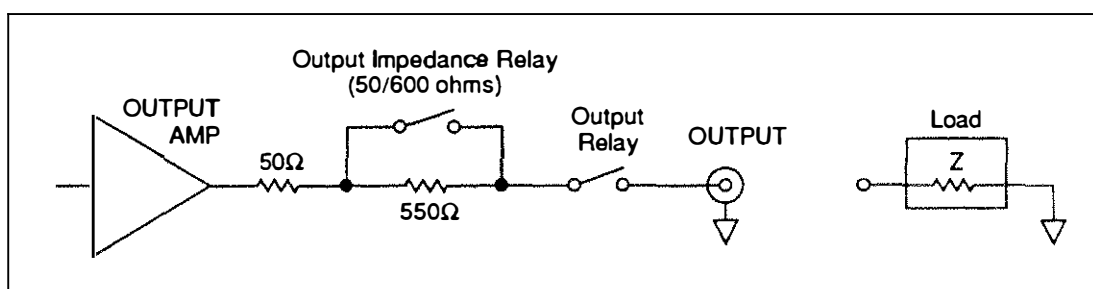 Output Impedance Relay
(50/600 ohms)
OUTPUT
AMP
50Ω
550Ω
Output
Relay
OUTPUT
Load
Z